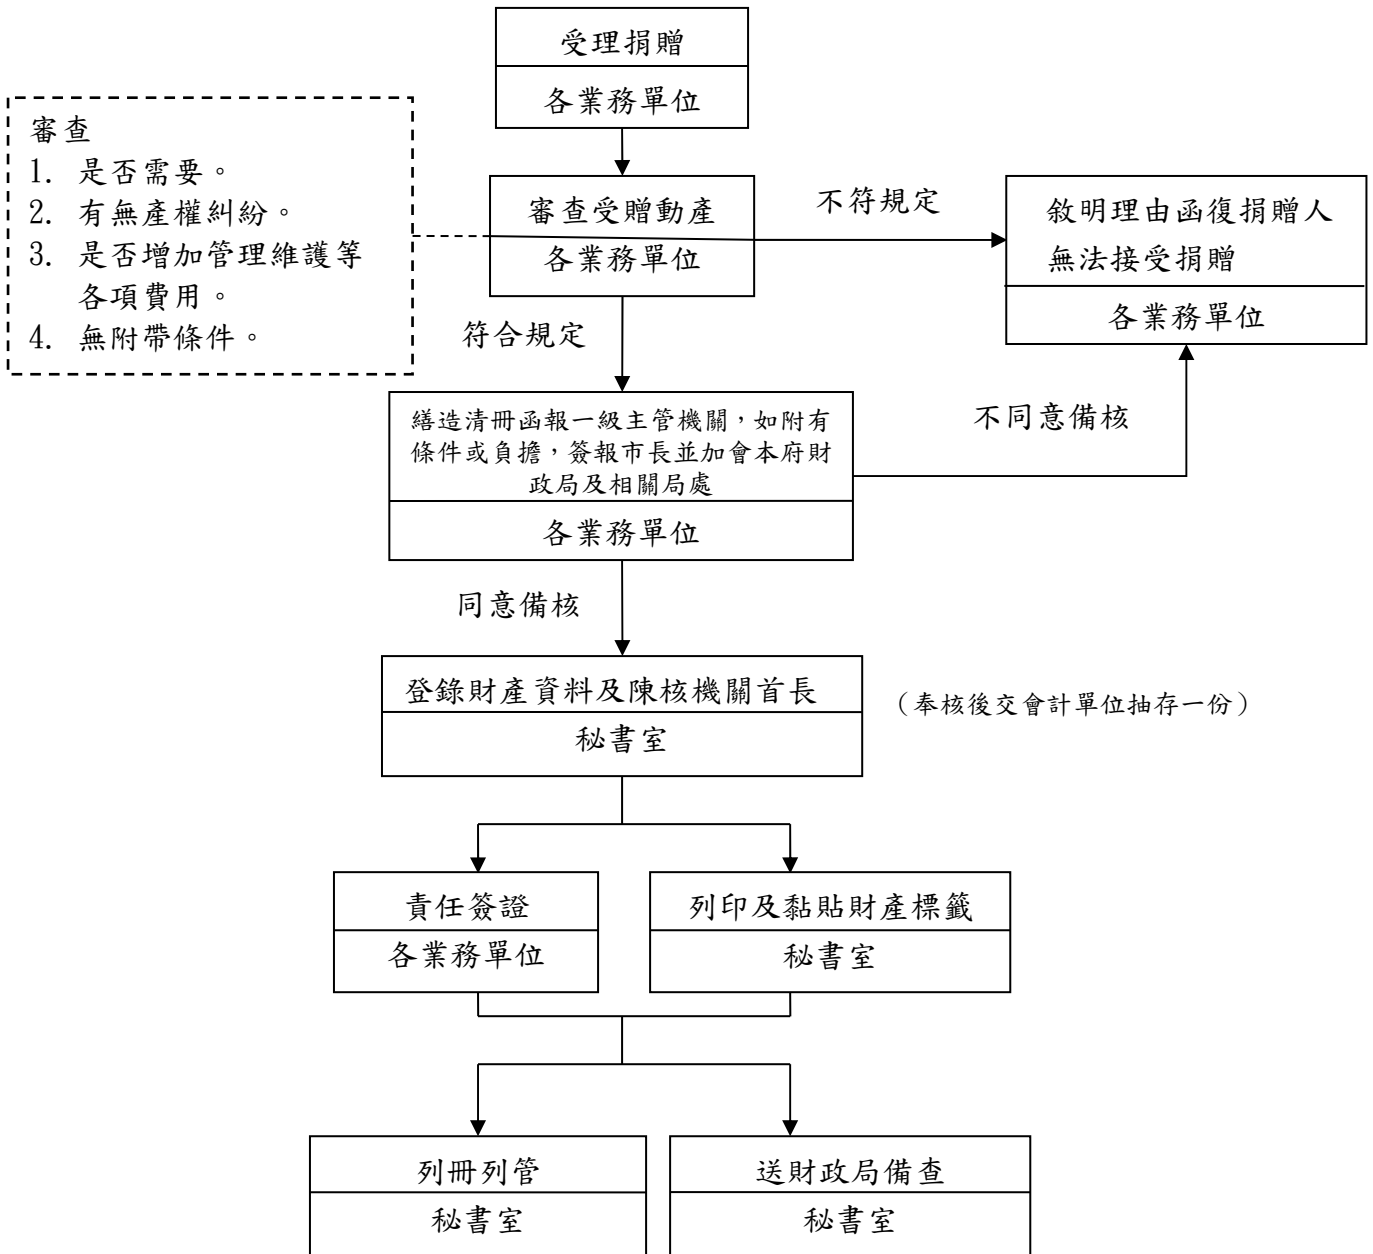 受理捐贈
各業務單位
審查
1. 是否需要。
2. 有無產權糾紛。
3. 是否增加管理維護等
各項費用。
4. 無附帶條件。
審查受贈動產
各業務單位
不符規定
敘明理由函復捐贈人
無法接受捐贈
各業務單位
符合規定
繕造清冊函報一級主管機關，如附有
條件或負擔，簽報市長並加會本府財
政局及相關局處
各業務單位
不同意備核
同意備核
登錄財產資料及陳核機關首長
秘書室
（奉核後交會計單位抽存一份）
責任簽證
各業務單位
列印及黏貼財產標籤
秘書室
列冊列管
秘書室
送財政局備查
秘書室